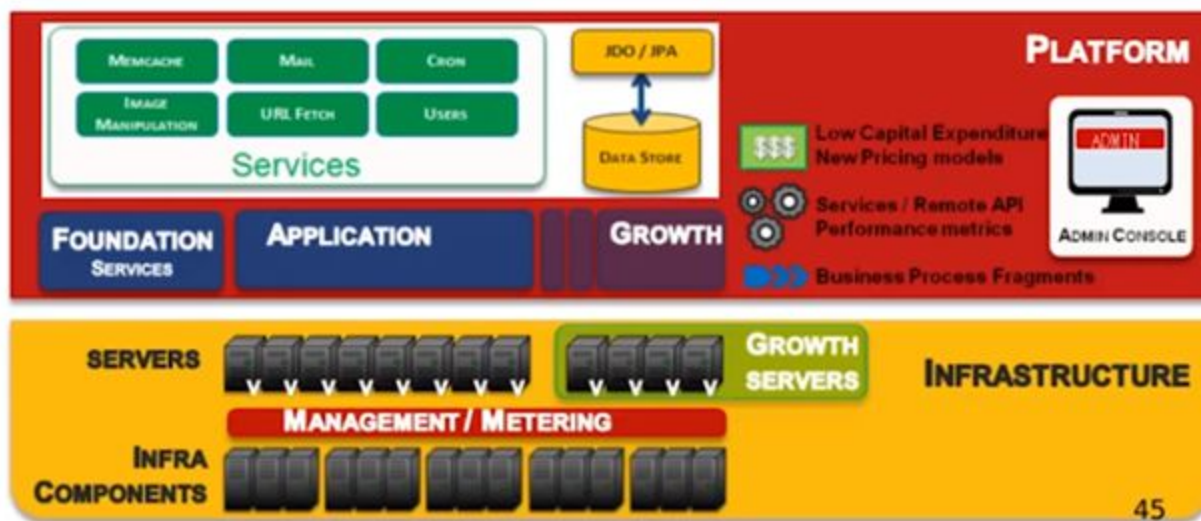 PLATFORM
MEMCACHE
MAIL
CRON
IMAGE
MANIPULATION
URL FETCH
USERS
Services
JDO / JPA
DATA STORE
$$$
Low Capital Expenditure
New Pricing models
Services / Remote API
Performance metrics
Business Process Fragments
ADMIN
ADMIN CONSOLE
FOUNDATION
SERVICES
APPLICATION
GROWTH
SERVERS
V V V V V V V V
V V V V
GROWTH
SERVERS
INFRASTRUCTURE
MANAGEMENT / METERING
INFRA
COMPONENTS
45